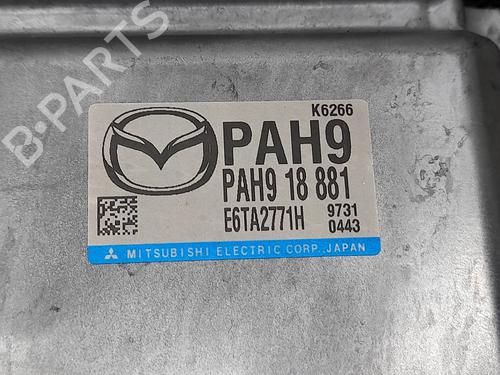 B-PARTS
K6266
PAH9
PAH9 18 881
E6TA2771H 9731
0443
MITSUBISHI ELECTRIC CORP., JAPAN